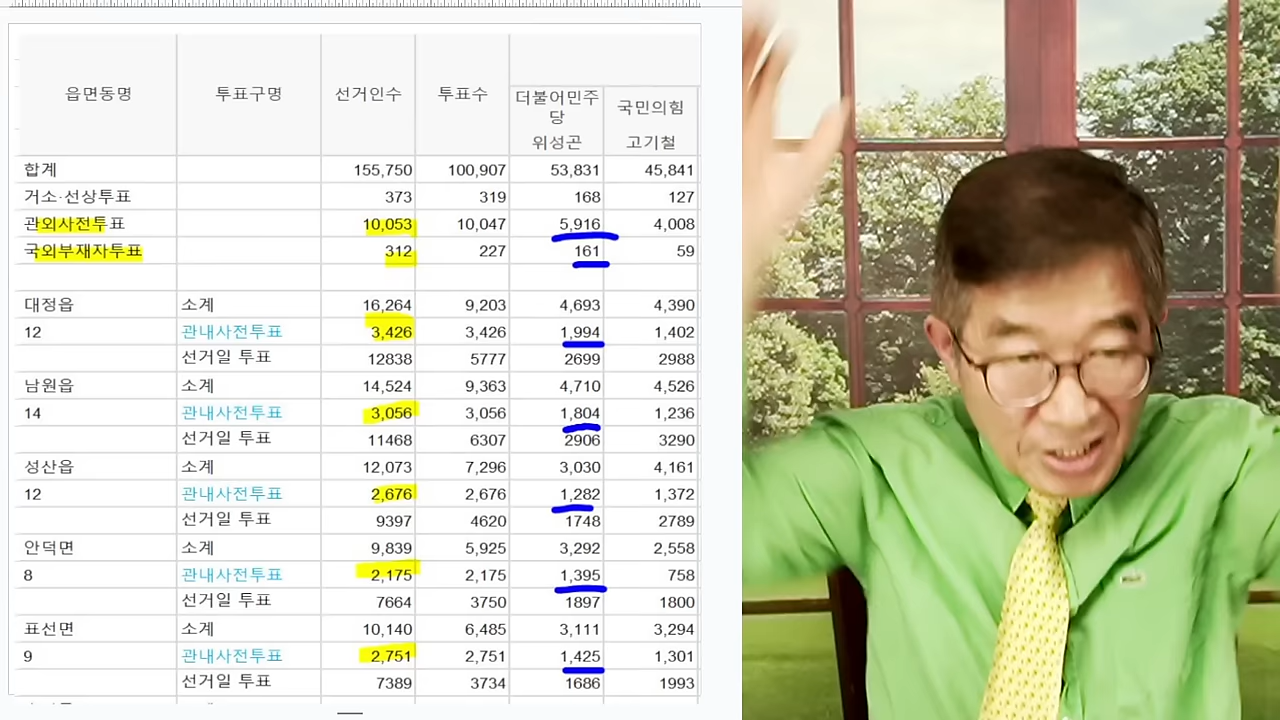 읍면동명 투표구명 선거인수 투표수 더불어민주당 위성곤 국민의힘 고기철
합계 155,750 100,907 53,831 45,841
거소·선상투표 373 319 168 127
관외사전투표 10,053 10,047 5,916 4,008
국외부재자투표 312 227 161 59
대정읍 소계 16,264 9,203 4,693 4,390
12 관내사전투표 3,426 3,426 1,994 1,402
선거일 투표 12838 5777 2699 2988
남원읍 소계 14,524 9,363 4,710 4,526
14 관내사전투표 3,056 3,056 1,804 1,236
선거일 투표 11468 6307 2906 3290
성산읍 소계 12,073 7,296 3,030 4,161
12 관내사전투표 2,676 2,676 1,282 1,372
선거일 투표 9397 4620 1748 2789
안덕면 소계 9,839 5,925 3,292 2,558
8 관내사전투표 2,175 2,175 1,395 758
선거일 투표 7664 3750 1897 1800
표선면 소계 10,140 6,485 3,111 3,294
9 관내사전투표 2,751 2,751 1,425 1,301
선거일 투표 7389 3734 1686 1993